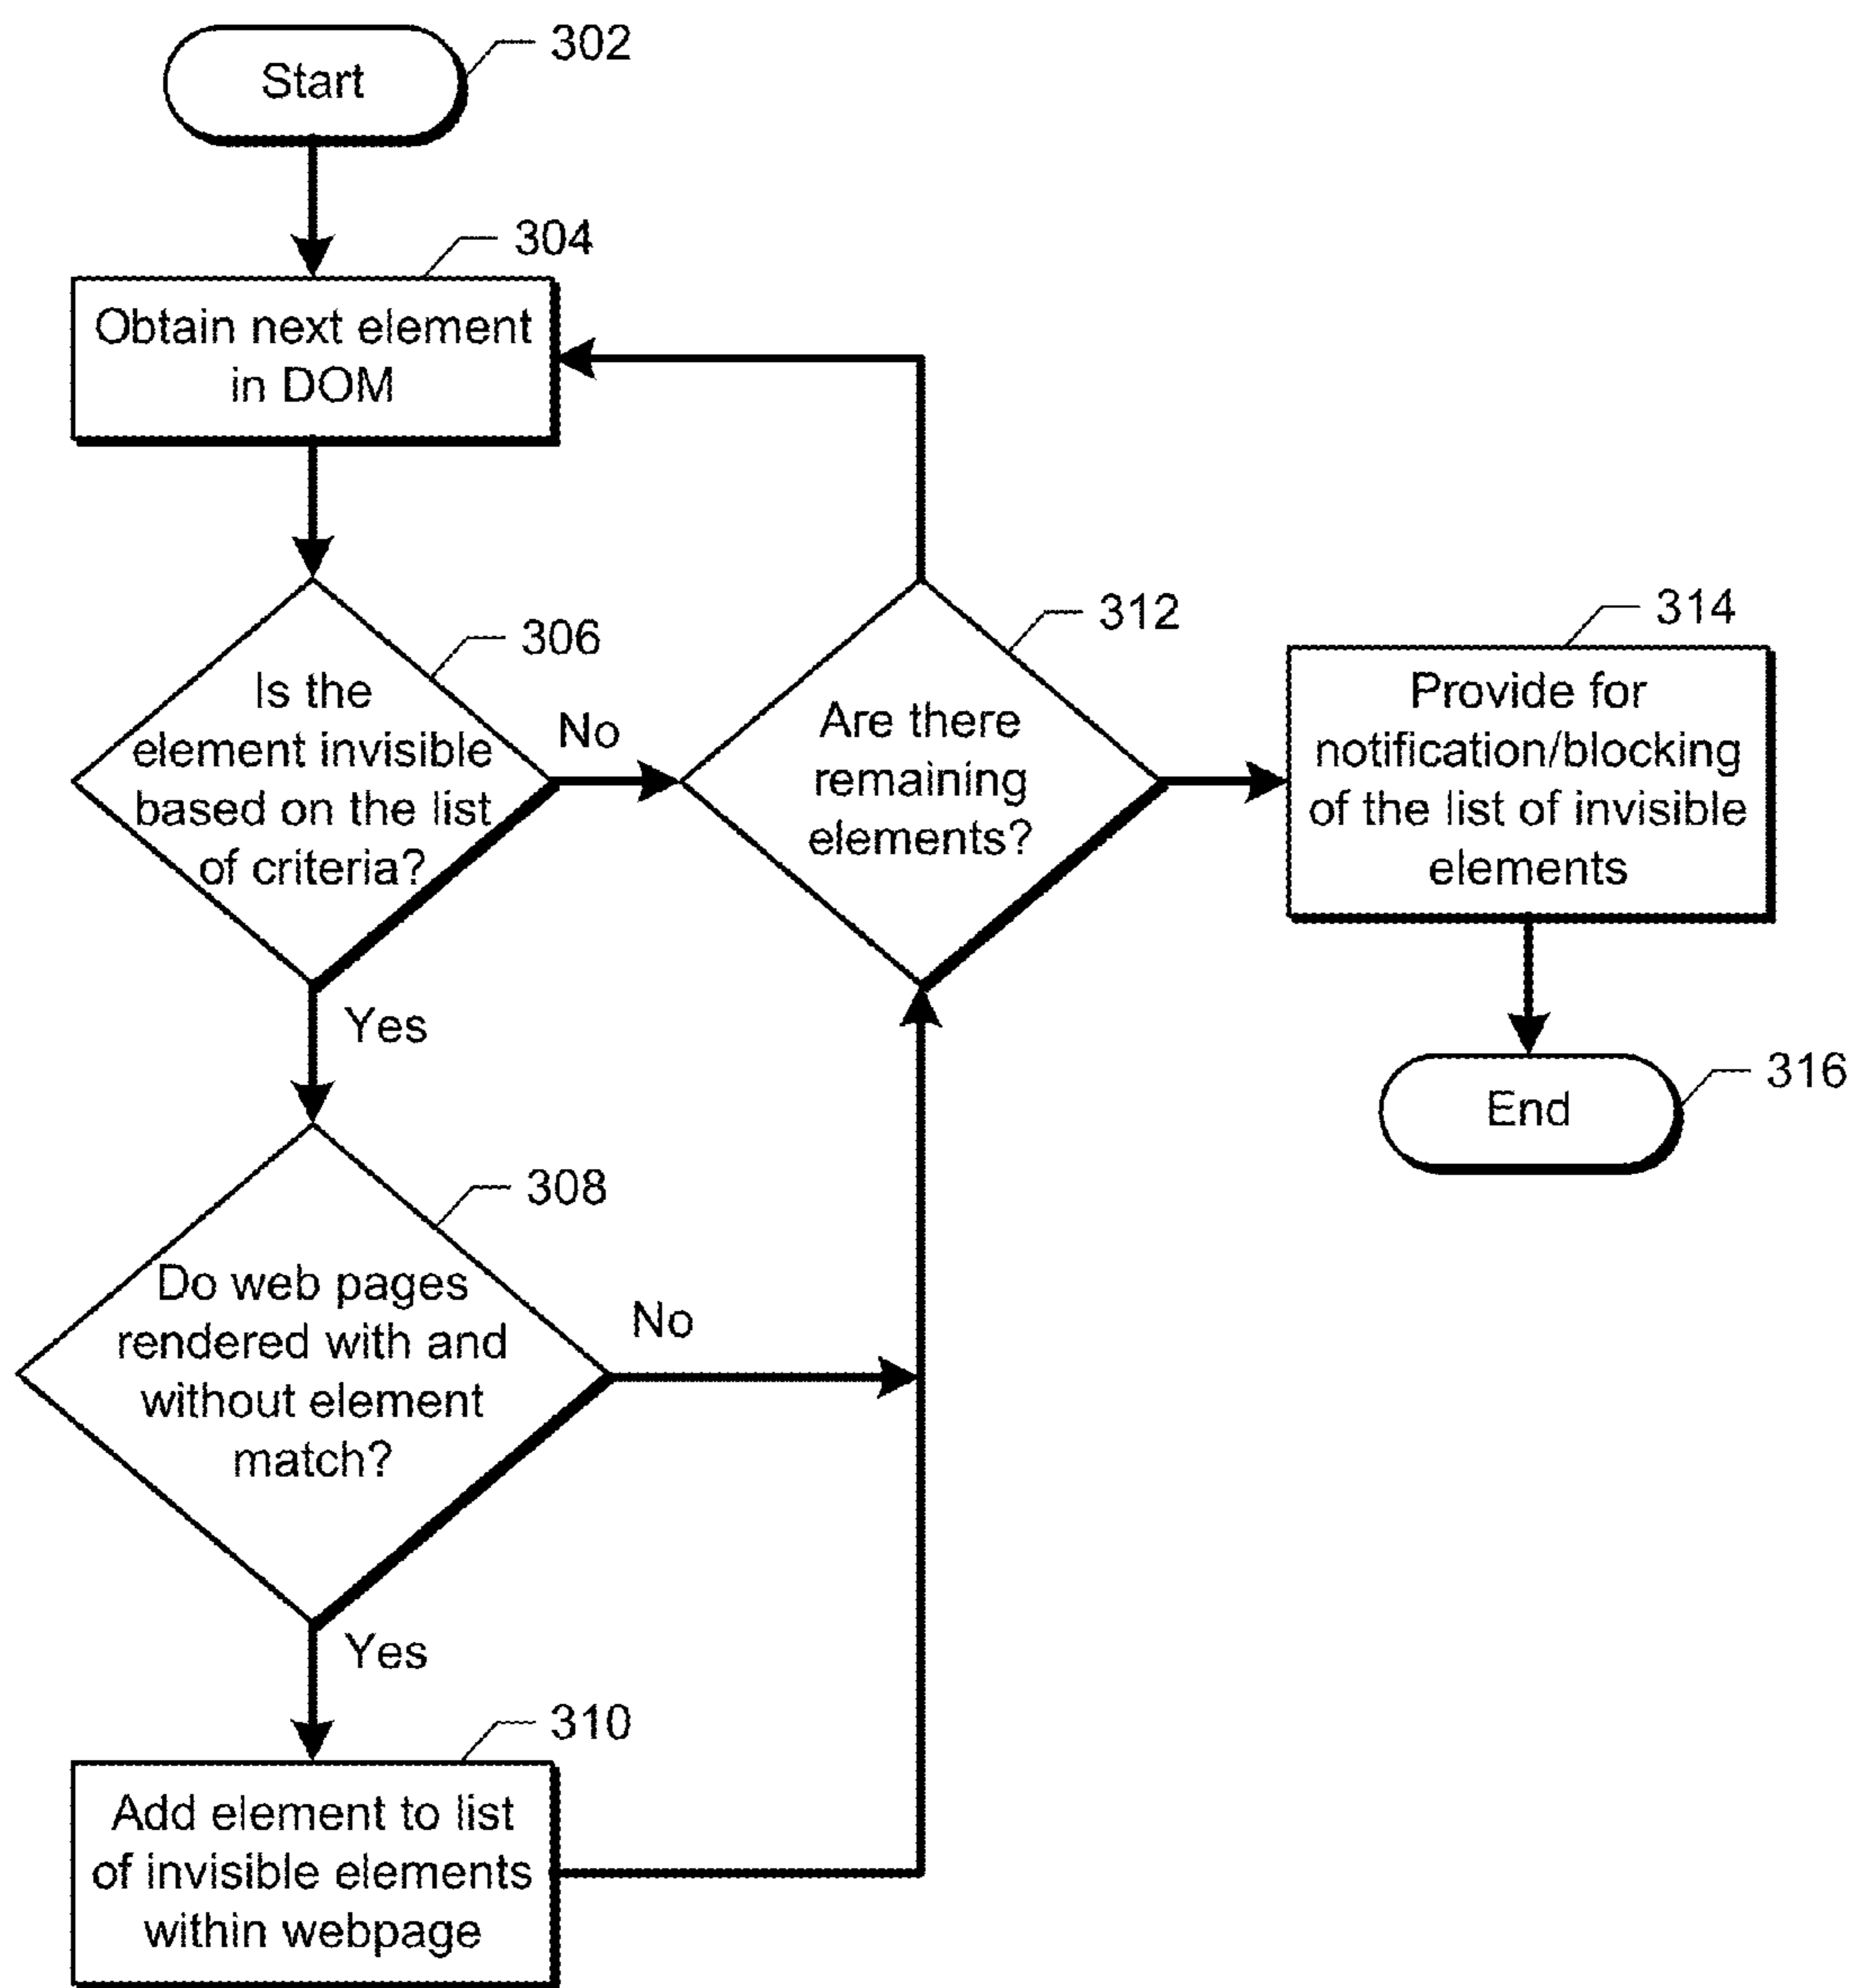 Start
302
304
Obtain next element
in DOM
306
Is the
element invisible
based on the list
of criteria?
No
Yes
312
Are there
remaining
elements?
314
Provide for
notification/blocking
of the list of invisible
elements
End
316
308
Do web pages
rendered with and
without element
match?
No
Yes
310
Add element to list
of invisible elements
within webpage